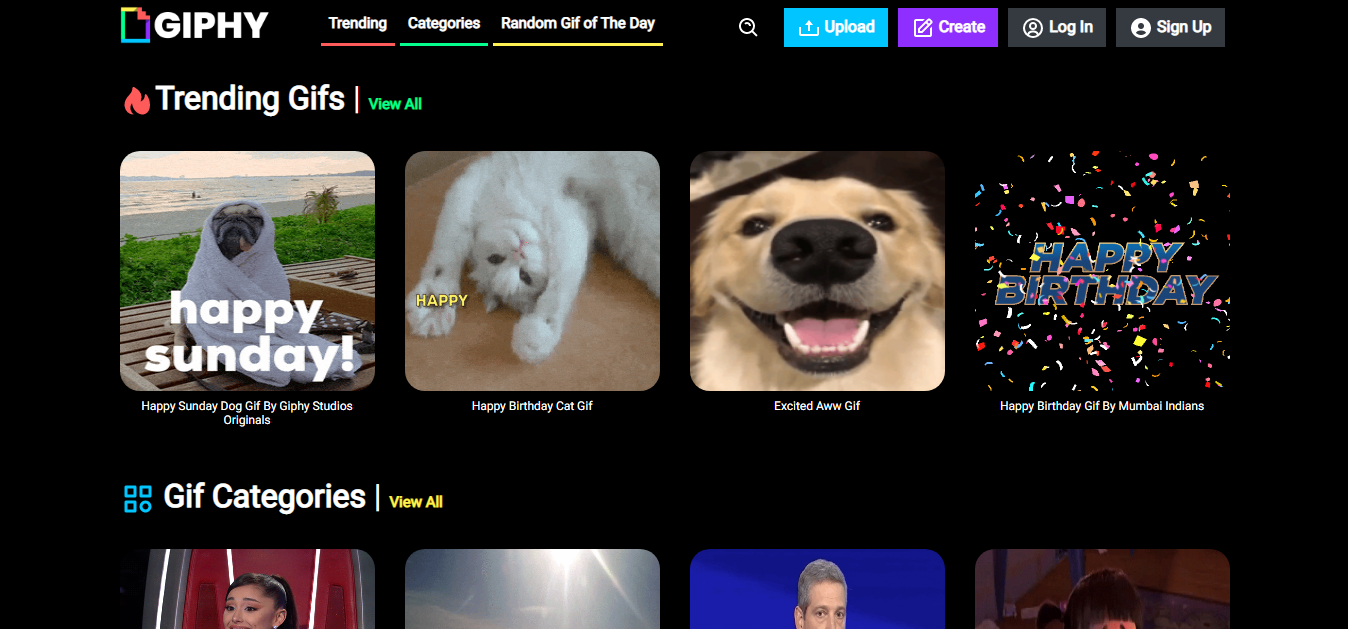 GIPHY
Trending Categories Random Gif of The Day
Upload Create Log In Sign Up
Trending Gifs | View All
happy
sunday!
HAPPY
HAPPY
BIRTHDAY
Happy Sunday Dog Gif By Giphy Studios
Originals
Happy Birthday Cat Gif
Excited Aww Gif
Happy Birthday Gif By Mumbai Indians
Gif Categories | View All